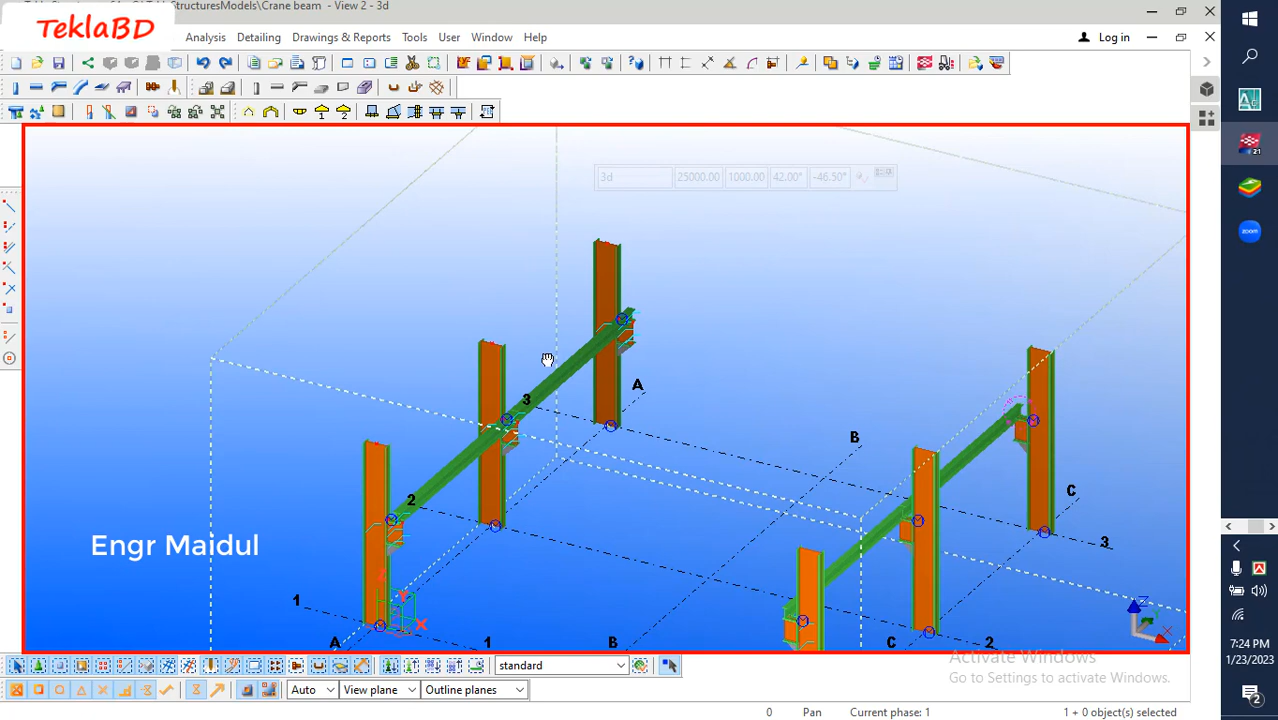 StructuresModels\Crane beam - View 2 - 3d
TeklaBD
Analysis Detailing Drawings & Reports Tools User Window Help
Log in
3d 25000.00 1000.00 42.00° -46.50°
A
3
B
2
C
3
Engr Maidul
1
A 1 B C 2
X
Z
X
21
zoom
standard
Auto View plane Outline planes
0 Pan Current phase: 1 1 + 0 object(s) selected
Activate Windows
Go to Settings to activate Windows.
7:24 PM
1/23/2023
2